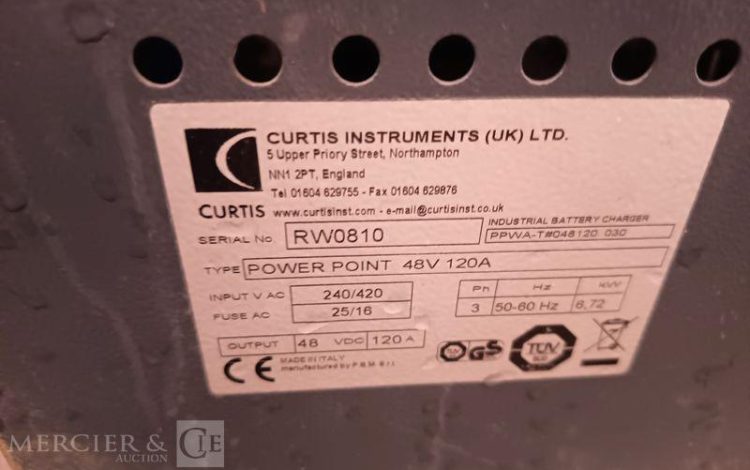 CURTIS INSTRUMENTS (UK) LTD.
5 Upper Priory Street, Northampton
NN1 2PT, England
Tel 01604 629755 - Fax 01604 629876
CURTIS www.curtisinst.com - e-mail@curtisinst.co.uk
SERIAL No. RW0810
INDUSTRIAL BATTERY CHARGER
PPWA-T#048120 030
TYPE POWER POINT 48V 120A
INPUT V AC 240/420
FUSE AC 25/16
Ph Hz kW
3 50-60 Hz 6,72
OUTPUT 48 VDC 120 A
CE MADE IN ITALY
manufactured by P.B.M. S.r.l.
TÜV GS
TÜV
MERCIER & CIE
AUCTION